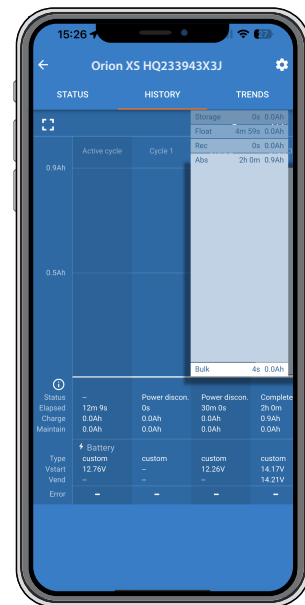 15:26
27
Orion XS HQ233943X3J
STATUS HISTORY TRENDS
Storage 0s 0.0Ah
Float 4m 59s 0.0Ah
Rec 0s 0.0Ah
Abs 2h 0m 0.9Ah
Active cycle Cycle 1
0.9Ah
0.5Ah
Bulk 4s 0.0Ah
Status -- Power discon. Power discon. Complete
Elapsed 12m 9s 0s 30m 0s 2h 0m
Charge 0.0Ah 0.0Ah 0.0Ah 0.9Ah
Maintain 0.0Ah 0.0Ah 0.0Ah 0.0Ah
Battery
Type custom custom custom custom
Vstart 12.76V -- 12.26V 14.17V
Vend -- -- -- 14.21V
Error -- -- -- --